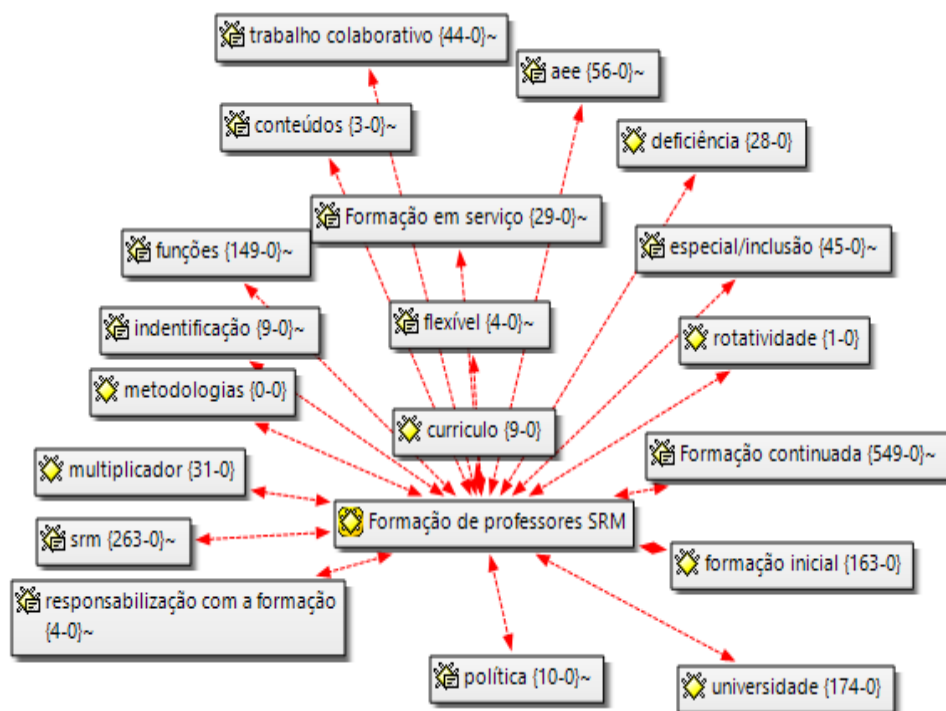 trabalho colaborativo {44-0}~
aee {56-0}~
conteúdos {3-0}~
deficiência {28-0}
Formação em serviço {29-0}~
funções {149-0}~
especial/inclusão {45-0}~
indentificação {9-0}~
flexível {4-0}~
rotatividade {1-0}
metodologias {0-0}
curriculo {9-0}
multiplicador {31-0}
Formação continuada {549-0}~
Formação de professores SRM
srm {263-0}~
formação inicial {163-0}
responsabilização com a formação
{4-0}~
política {10-0}~
universidade {174-0}